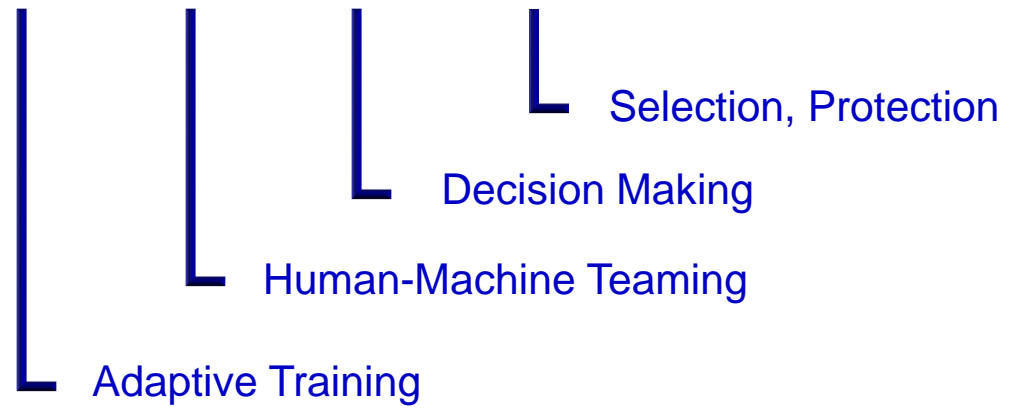 Selection, Protection
Decision Making
Human-Machine Teaming
Adaptive Training